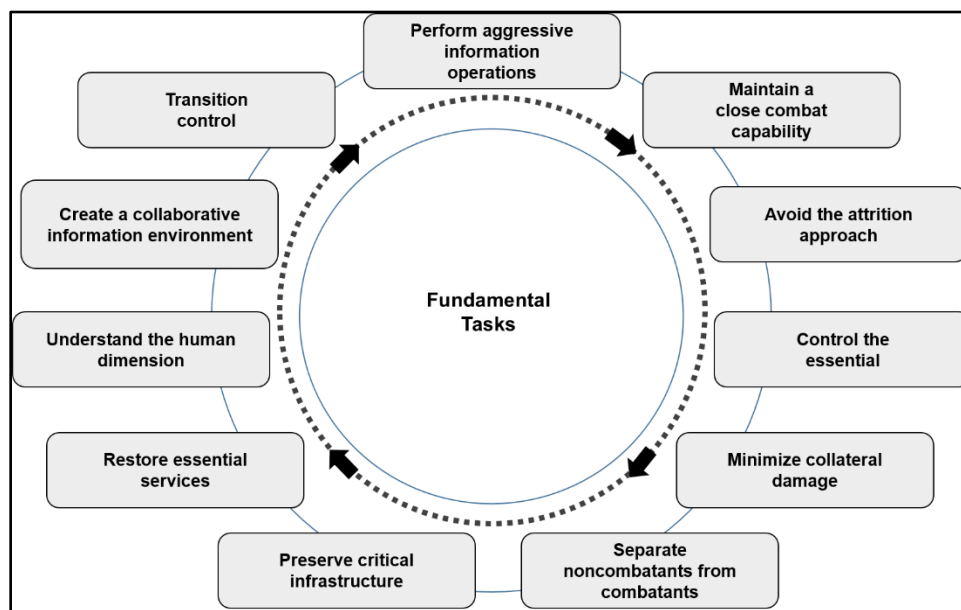 Perform aggressive
information
operations
Maintain a
close combat
capability
Avoid the attrition
approach
Control the
essential
Minimize collateral
damage
Separate
noncombatants from
combatants
Preserve critical
infrastructure
Restore essential
services
Understand the human
dimension
Create a collaborative
information environment
Transition
control
Fundamental
Tasks